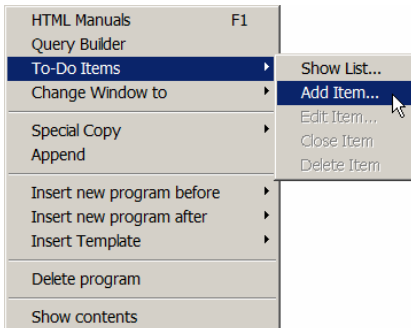 HTML Manuals F1
Query Builder
To-Do Items
Change Window to
Special Copy
Append
Insert new program before
Insert new program after
Insert Template
Delete program
Show contents
Show List...
Add Item...
Edit Item...
Close Item
Delete Item